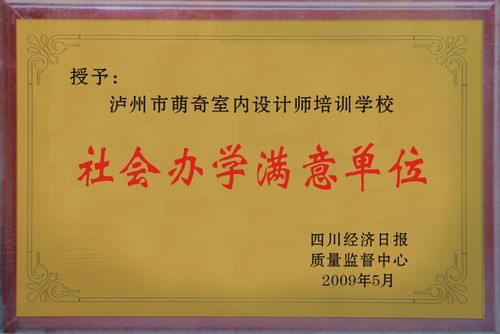 授予：
泸州市萌奇室内设计师培训学校
社会办学满意单位
四川经济日报
质量监督中心
2009年5月